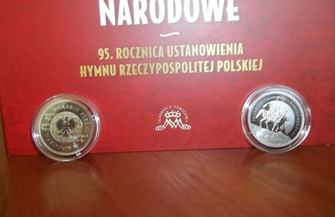 NARODOWE
95. ROCZNICA USTANOWIENIA
HYMNU RZECZYPOSPOLITEJ POLSKIEJ